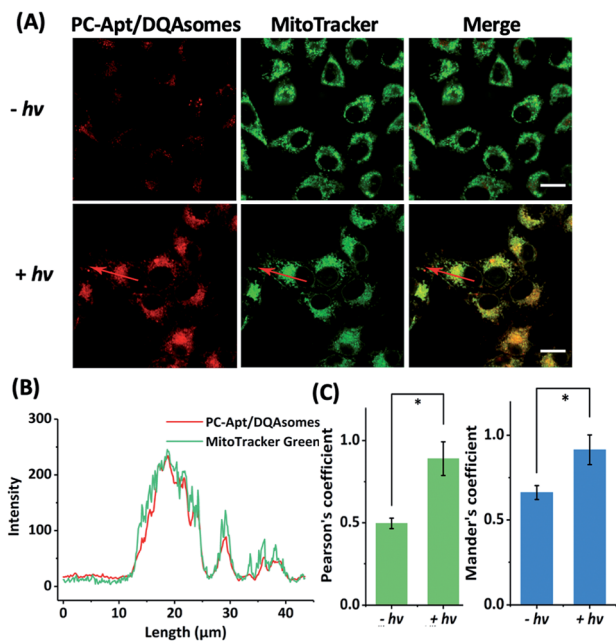 (A)
PC-Apt/DQAsomes MitoTracker Merge
- hv
+ hv
(B)
300
200
100
0
Intensity
PC-Apt/DQAsomes
MitoTracker Green
0 10 20 30 40
Length (μm)
(C)
*
1.0
0.5
0.0
Pearson's coefficient
- hv + hv
*
1.0
0.5
0.0
Mander's coefficient
- hv + hv